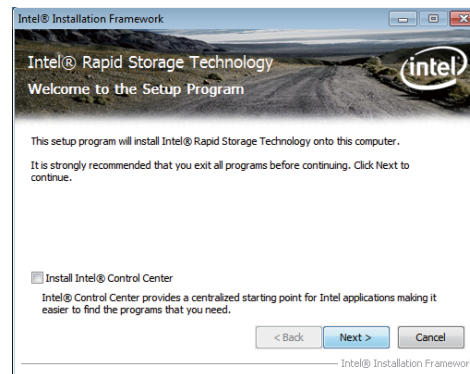 Intel® Installation Framework
Intel® Rapid Storage Technology
Welcome to the Setup Program
intel
This setup program will install Intel® Rapid Storage Technology onto this computer.
It is strongly recommended that you exit all programs before continuing. Click Next to
continue.
Install Intel® Control Center
Intel® Control Center provides a centralized starting point for Intel applications making it
easier to find the programs that you need.
< Back Next > Cancel
Intel® Installation Framewor